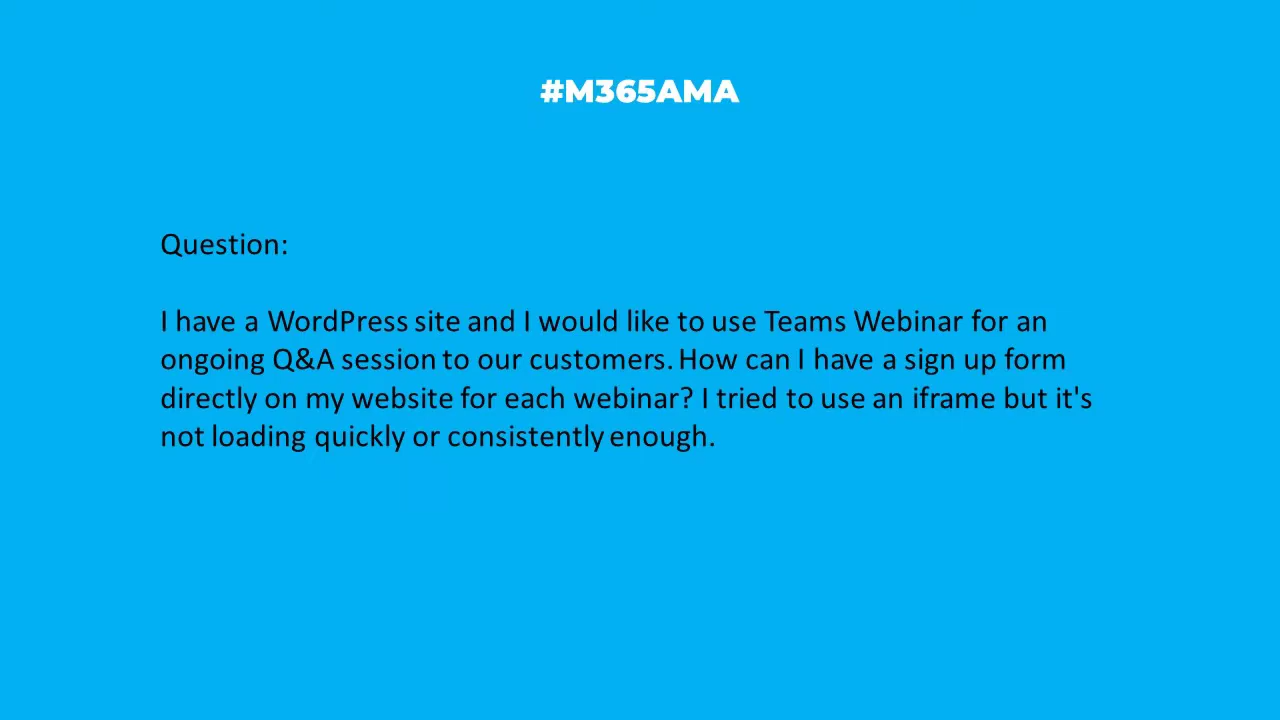 #M365AMA
Question:
I have a WordPress site and I would like to use Teams Webinar for an
ongoing Q&A session to our customers. How can I have a sign up form
directly on my website for each webinar? I tried to use an iframe but it's
not loading quickly or consistently enough.